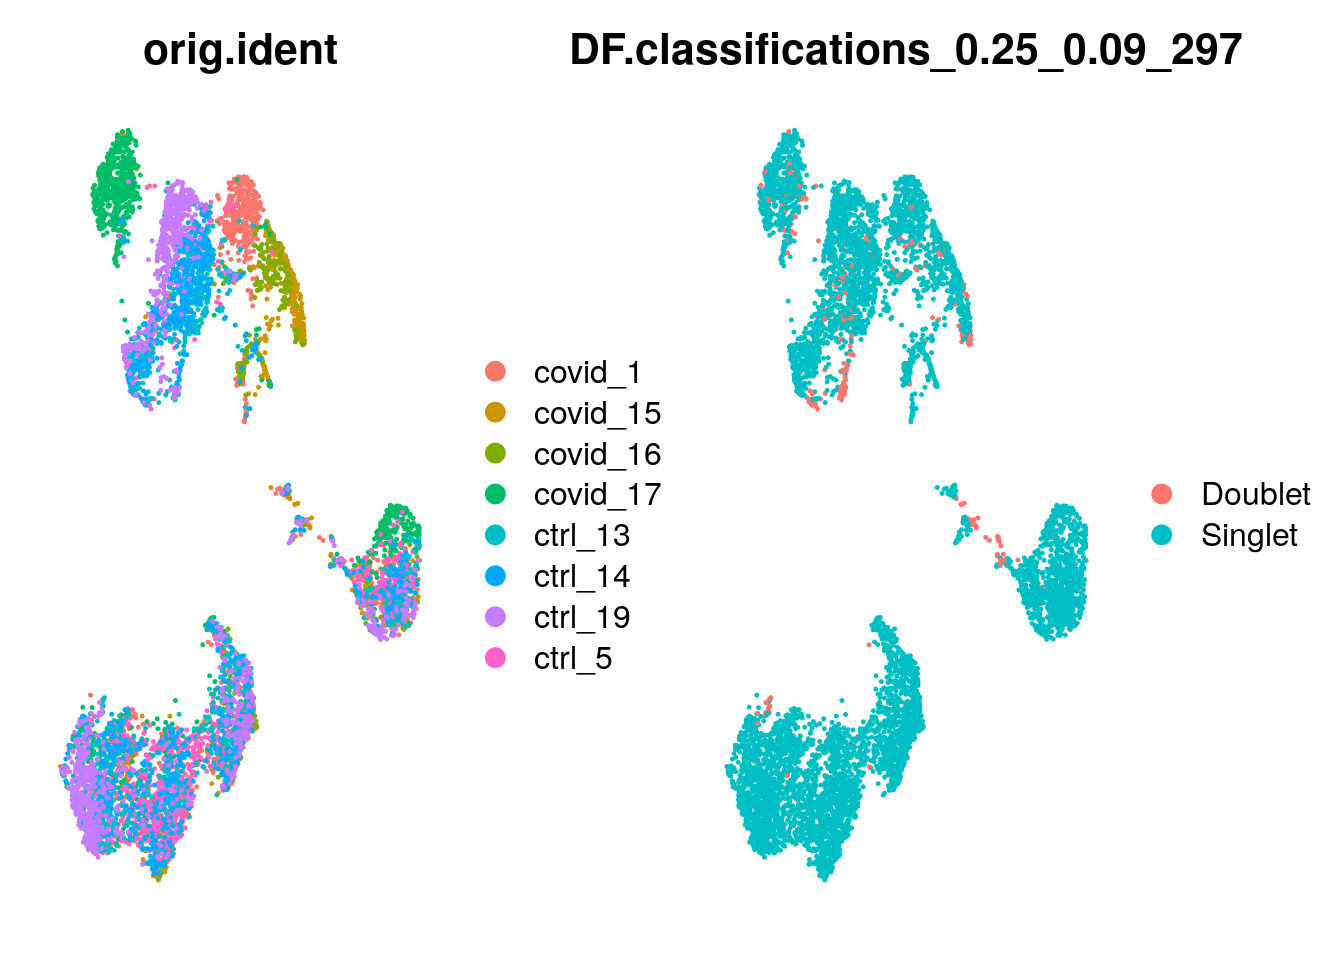 orig.ident
DF.classifications_0.25_0.09_297
covid_1
covid_15
covid_16
covid_17
ctrl_13
ctrl_14
ctrl_19
ctrl_5
Doublet
Singlet